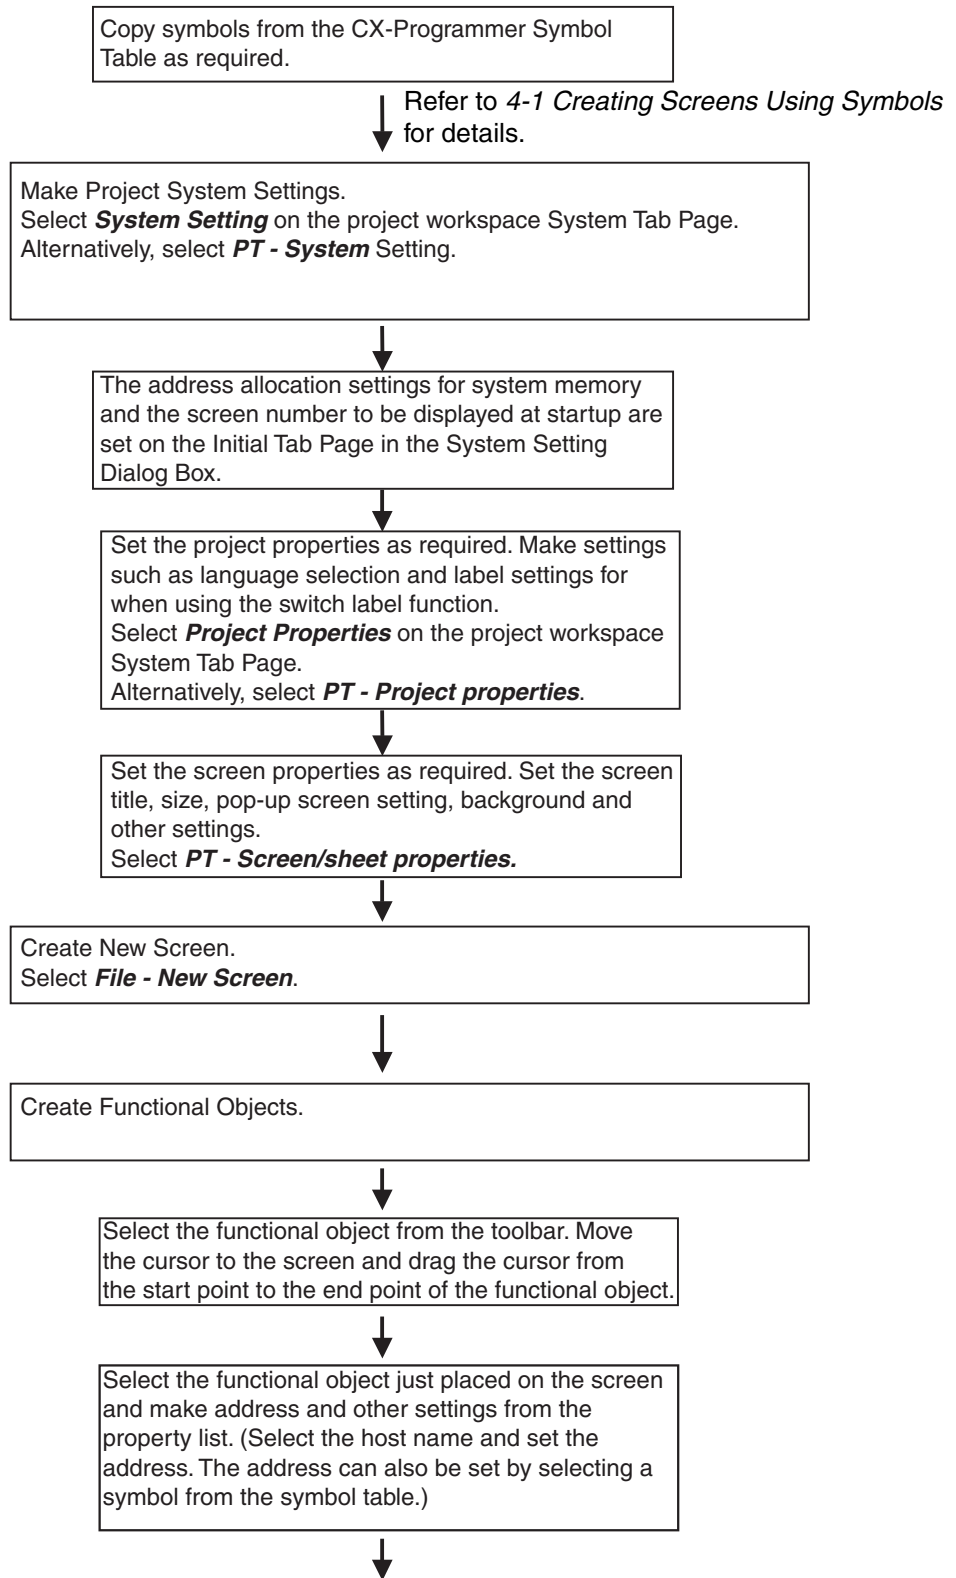 Copy symbols from the CX-Programmer Symbol
Table as required.
Refer to 4-1 Creating Screens Using Symbols
for details.
Make Project System Settings.
Select System Setting on the project workspace System Tab Page.
Alternatively, select PT - System Setting.
The address allocation settings for system memory
and the screen number to be displayed at startup are
set on the Initial Tab Page in the System Setting
Dialog Box.
Set the project properties as required. Make settings
such as language selection and label settings for
when using the switch label function.
Select Project Properties on the project workspace
System Tab Page.
Alternatively, select PT - Project properties.
Set the screen properties as required. Set the screen
title, size, pop-up screen setting, background and
other settings.
Select PT - Screen/sheet properties.
Create New Screen.
Select File - New Screen.
Create Functional Objects.
Select the functional object from the toolbar. Move
the cursor to the screen and drag the cursor from
the start point to the end point of the functional object.
Select the functional object just placed on the screen
and make address and other settings from the
property list. (Select the host name and set the
address. The address can also be set by selecting a
symbol from the symbol table.)